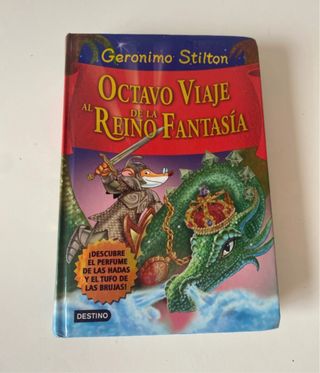 Geronimo Stilton
OCTAVO VIAJE
AL REINO DE LA FANTASÍA
¡DESCUBRE
EL PERFUME
DE LAS HADAS
Y EL TUFO DE
LAS BRUJAS!
DESTINO